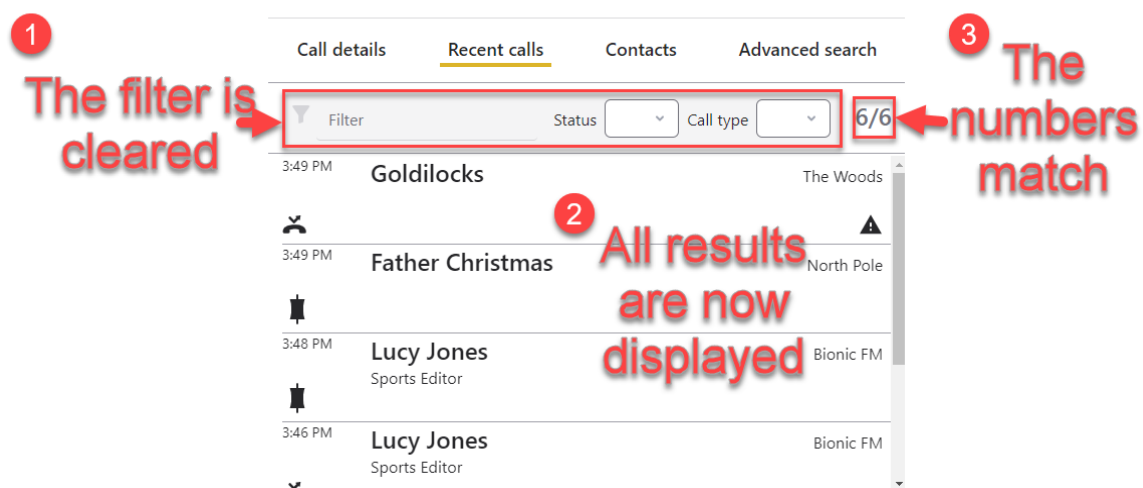 1
The filter is
cleared
Call details Recent calls Contacts Advanced search
Filter Status Call type 6/6
3
The
numbers
match
3:49 PM Goldilocks The Woods
2
All results
are now
displayed
3:49 PM Father Christmas North Pole
3:48 PM Lucy Jones Bionic FM
Sports Editor
3:46 PM Lucy Jones Bionic FM
Sports Editor